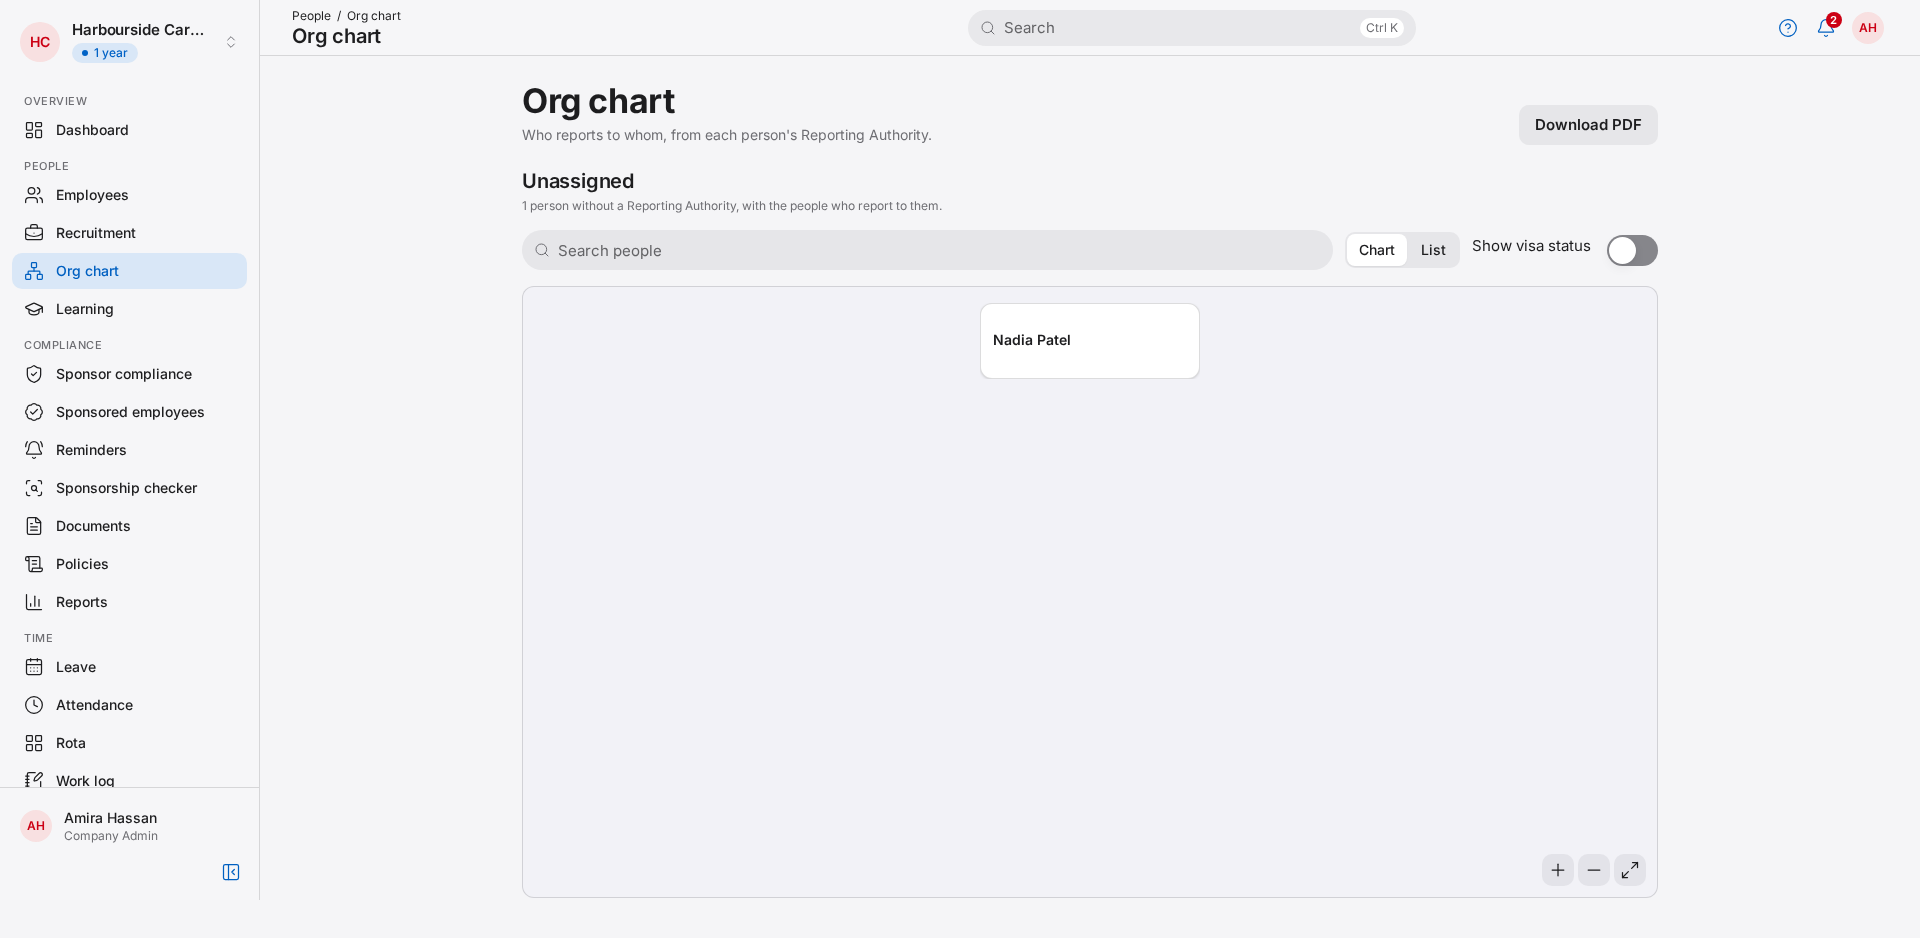 HC
Harbourside Car...
1 year
OVERVIEW
Dashboard
PEOPLE
Employees
Recruitment
Org chart
Learning
COMPLIANCE
Sponsor compliance
Sponsored employees
Reminders
Sponsorship checker
Documents
Policies
Reports
TIME
Leave
Attendance
Rota
Work log
AH
Amira Hassan
Company Admin
People / Org chart
Org chart
Search
Ctrl K
2
AH
Org chart
Who reports to whom, from each person's Reporting Authority.
Download PDF
Unassigned
1 person without a Reporting Authority, with the people who report to them.
Search people
Chart
List
Show visa status
Nadia Patel